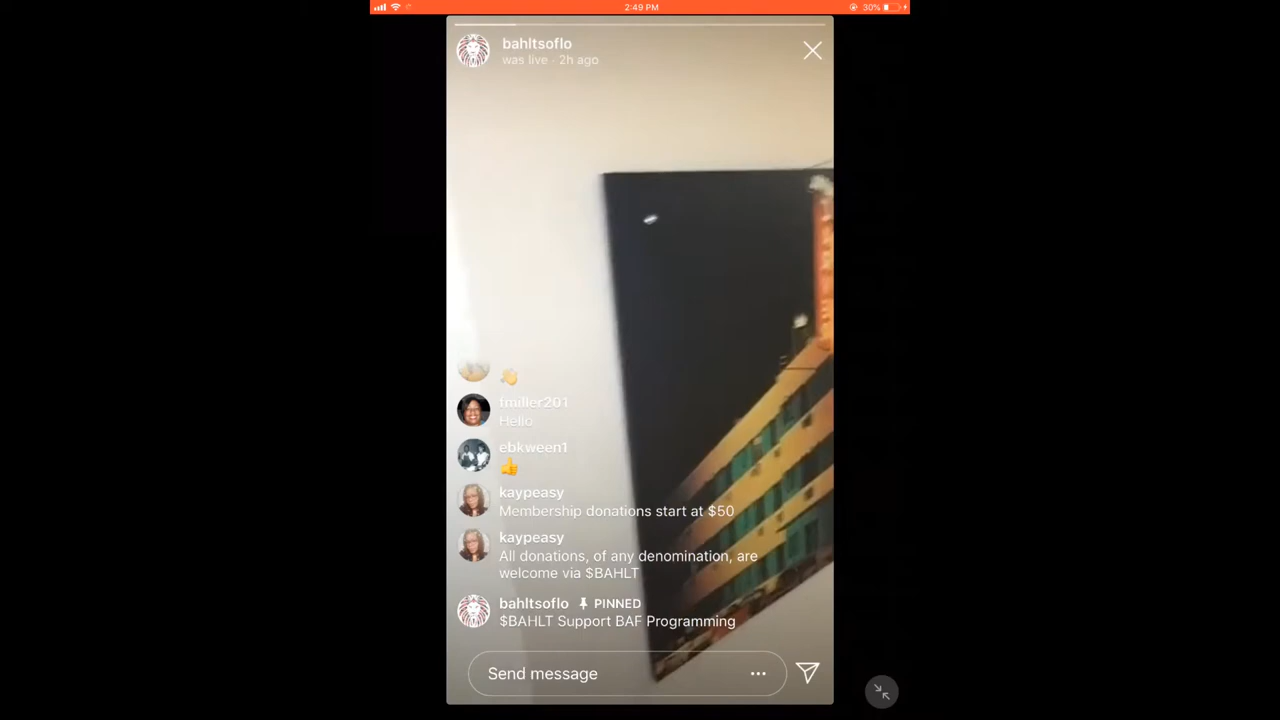 2:49 PM
30%
bahltsoflo
was live · 2h ago
👏
fmiller201
Hello
ebkween1
👍
kaypeasy
Membership donations start at $50
kaypeasy
All donations, of any denomination, are
welcome via $BAHLT
bahltsoflo PINNED
$BAHLT Support BAF Programming
Send message